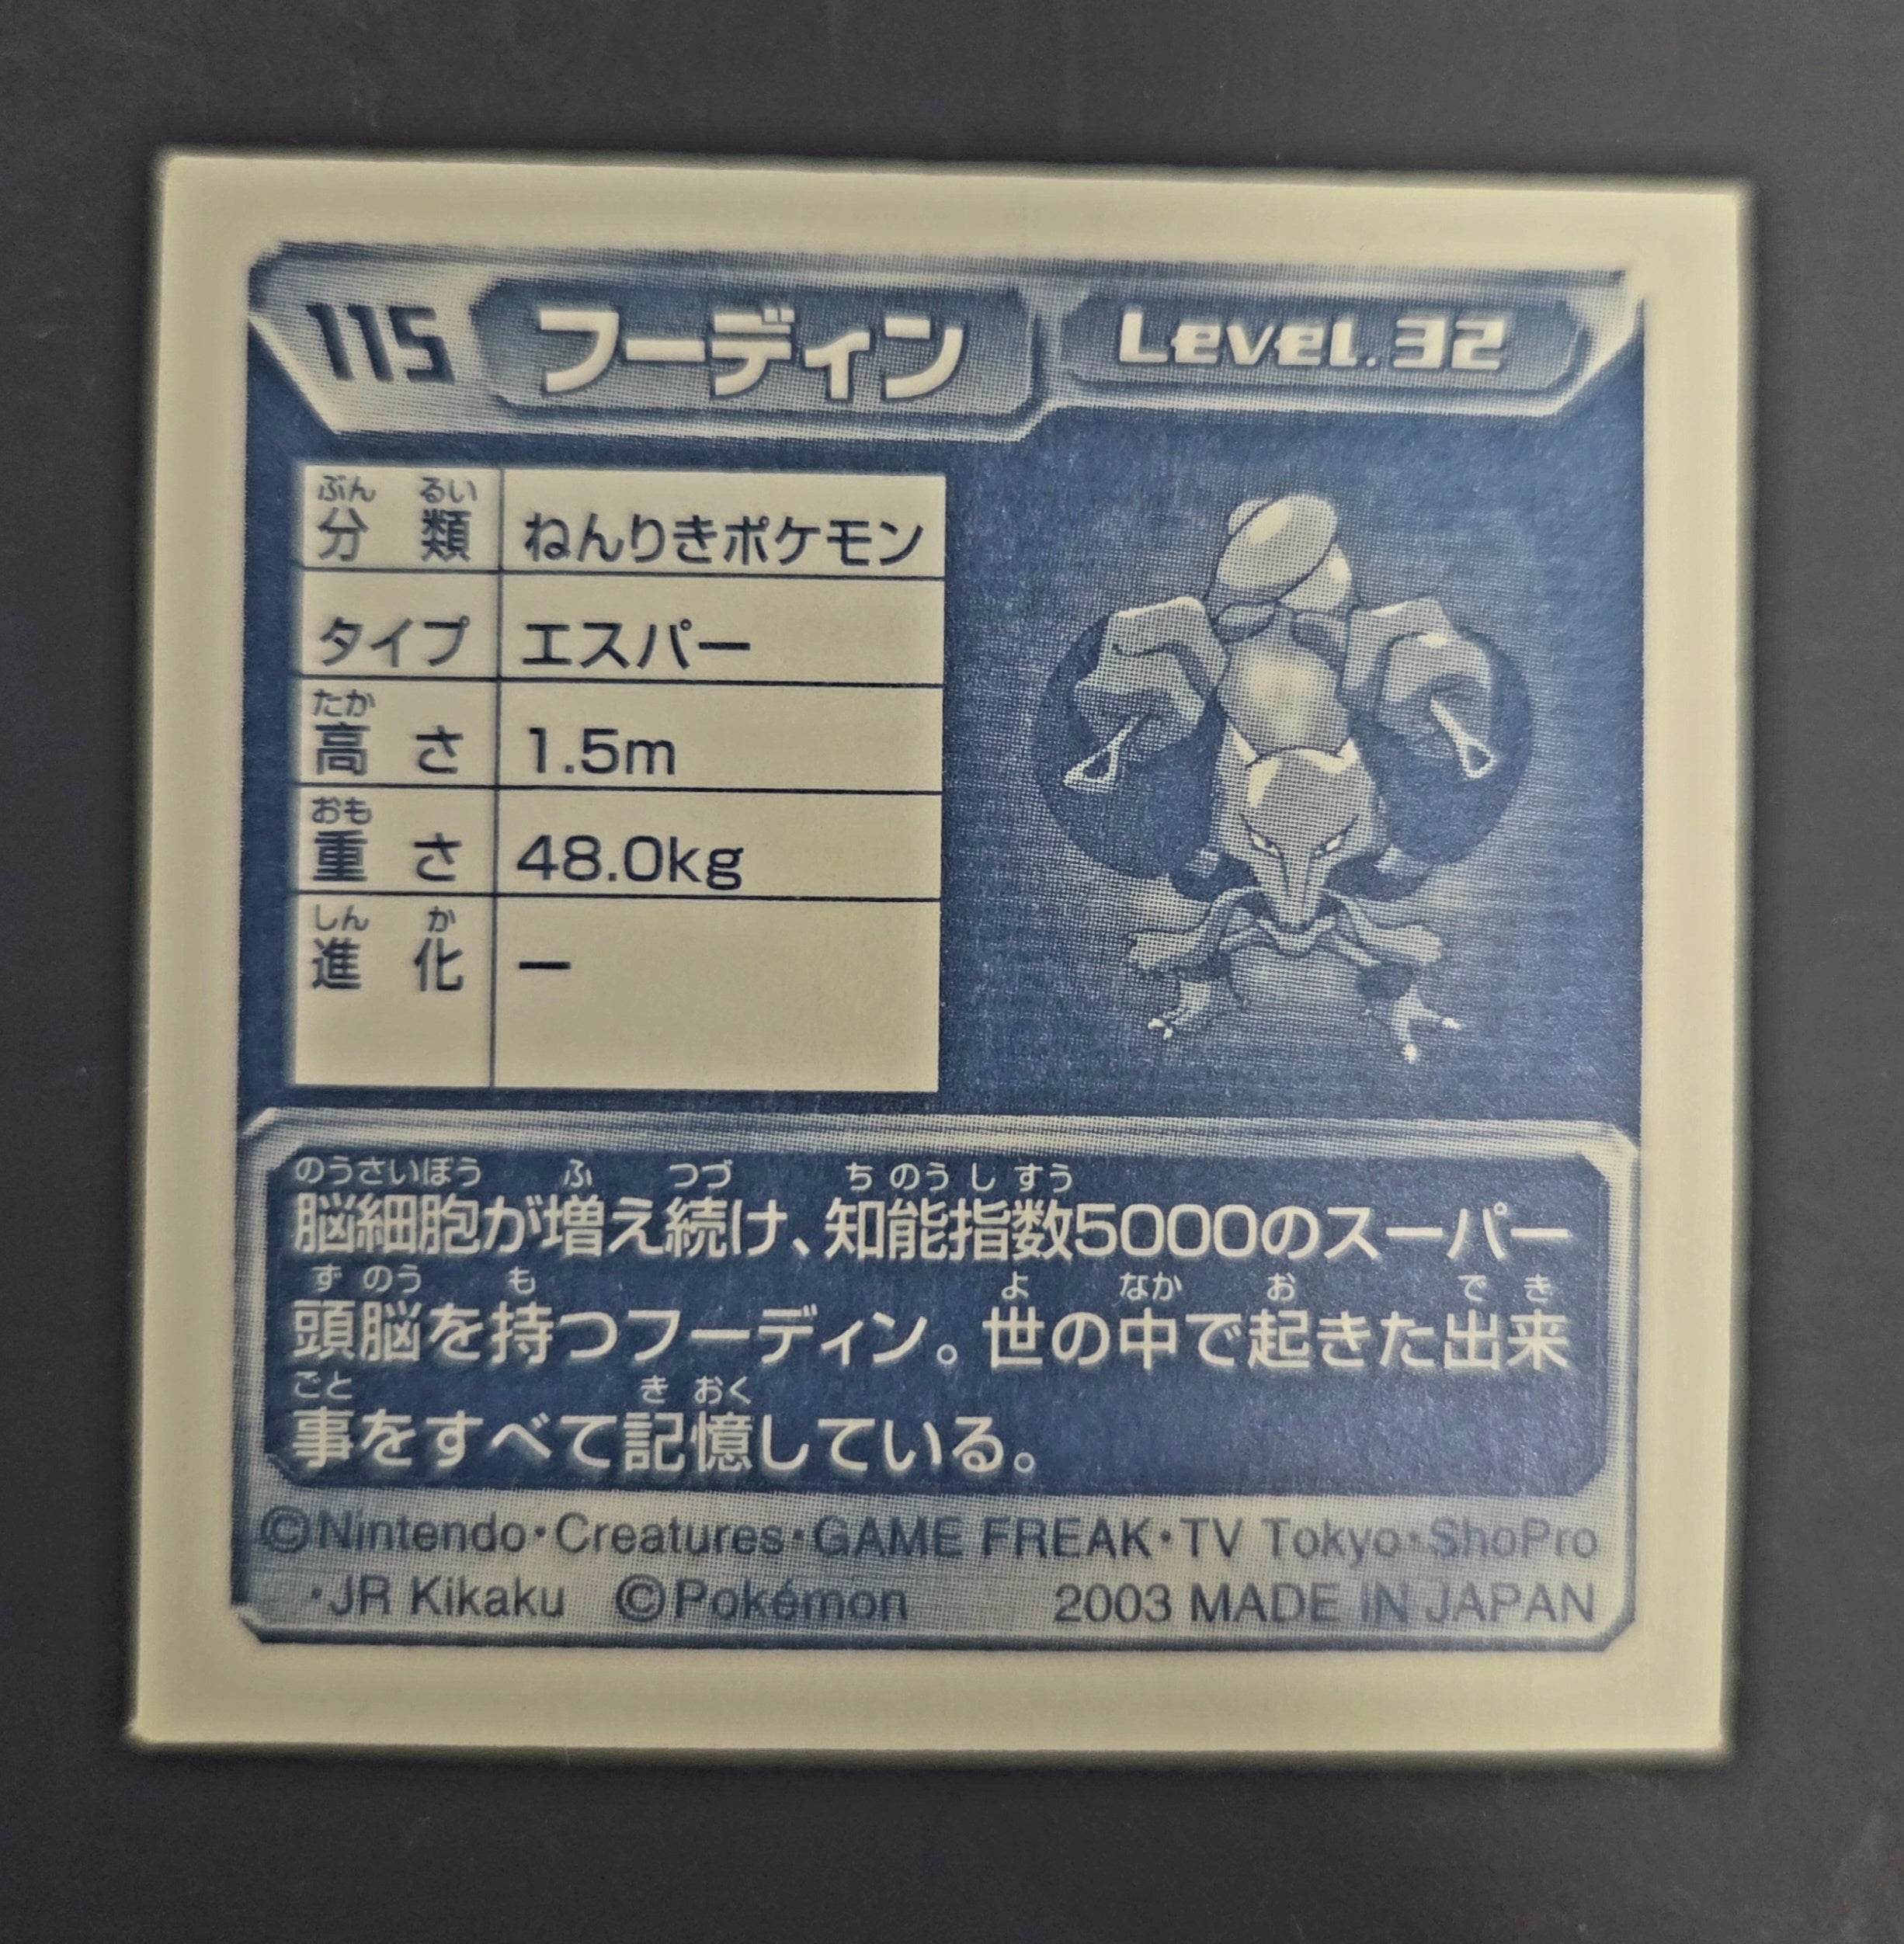 115 フーディン Level.32
ぶん るい
分類 ねんりきポケモン
タイプ エスパー
たか
高さ 1.5m
おも
重さ 48.0kg
しん か
進化 ー
のうさいぼう ふ つづ ち のう し すう
脳細胞が増え続け、知能指数5000のスーパー
ず のう も よ なか お で き
頭脳を持つフーディン。世の中で起きた出来
ごと き おく
事をすべて記憶している。
©Nintendo・Creatures・GAME FREAK・TV Tokyo・ShoPro
・JR Kikaku ©Pokémon 2003 MADE IN JAPAN